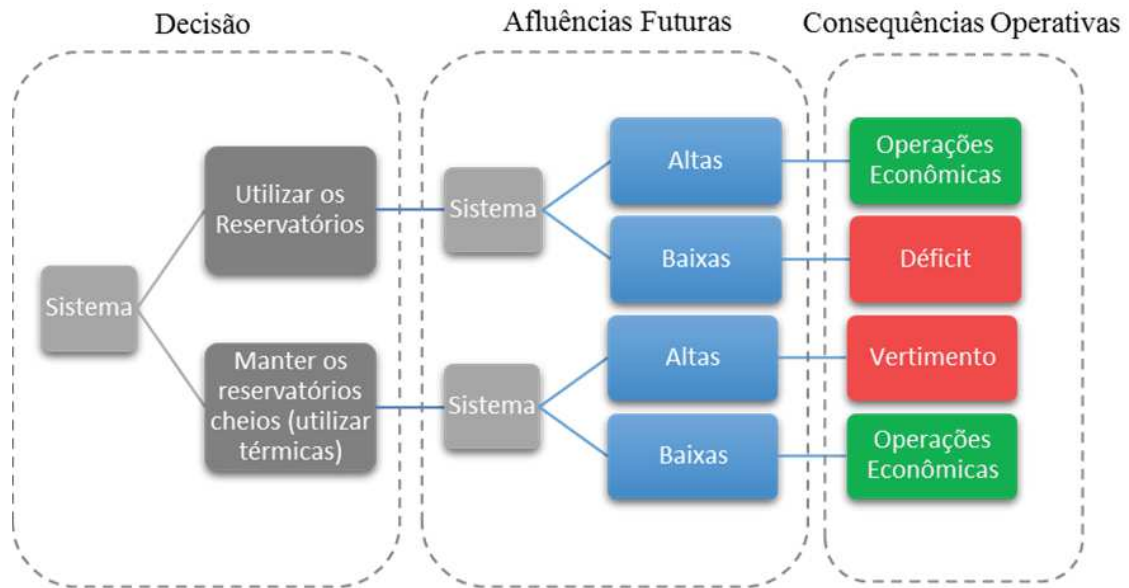 Decisão
Afluências Futuras
Consequências Operativas
Sistema
Utilizar os
Reservatórios
Manter os
reservatórios
cheios (utilizar
térmicas)
Sistema
Altas
Baixas
Sistema
Altas
Baixas
Operações
Econômicas
Déficit
Vertimento
Operações
Econômicas